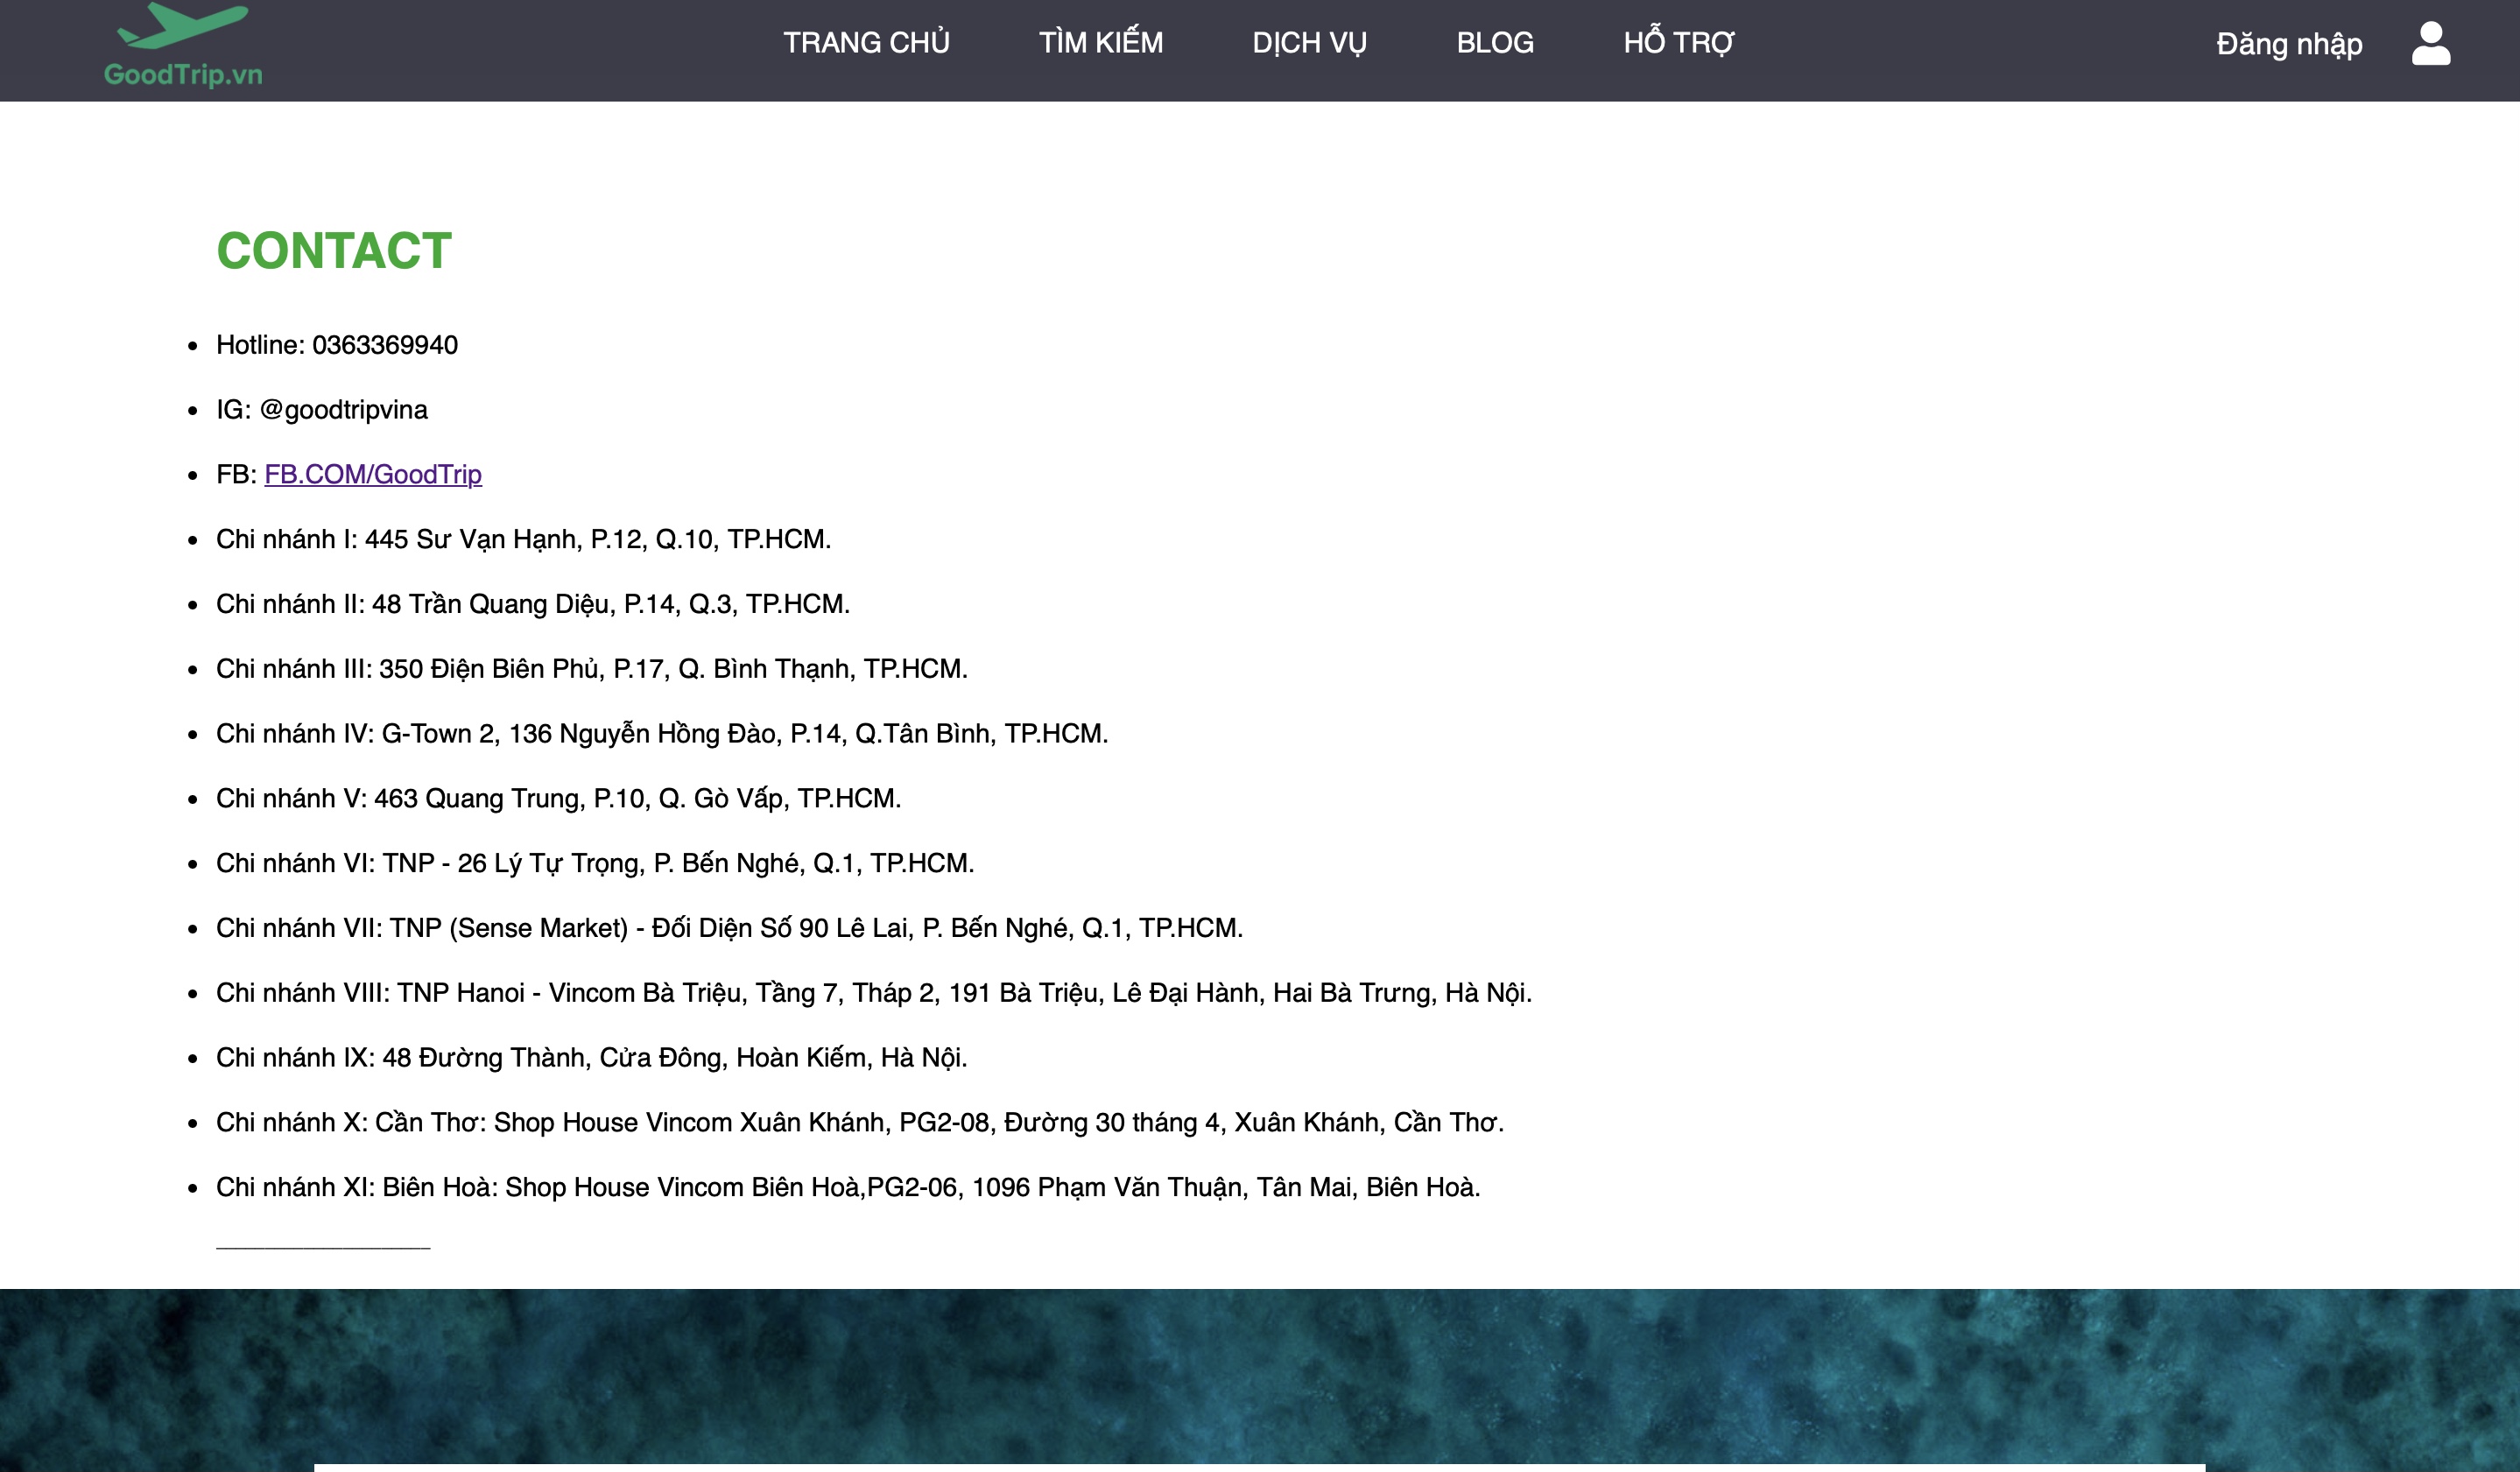 GoodTrip.vn
TRANG CHỦ TÌM KIẾM DỊCH VỤ BLOG HỖ TRỢ Đăng nhập
CONTACT
Hotline: 0363369940
IG: @goodtripvina
FB: FB.COM/GoodTrip
Chi nhánh I: 445 Sư Vạn Hạnh, P.12, Q.10, TP.HCM.
Chi nhánh II: 48 Trần Quang Diệu, P.14, Q.3, TP.HCM.
Chi nhánh III: 350 Điện Biên Phủ, P.17, Q. Bình Thạnh, TP.HCM.
Chi nhánh IV: G-Town 2, 136 Nguyễn Hồng Đào, P.14, Q.Tân Bình, TP.HCM.
Chi nhánh V: 463 Quang Trung, P.10, Q. Gò Vấp, TP.HCM.
Chi nhánh VI: TNP - 26 Lý Tự Trọng, P. Bến Nghé, Q.1, TP.HCM.
Chi nhánh VII: TNP (Sense Market) - Đối Diện Số 90 Lê Lai, P. Bến Nghé, Q.1, TP.HCM.
Chi nhánh VIII: TNP Hanoi - Vincom Bà Triệu, Tầng 7, Tháp 2, 191 Bà Triệu, Lê Đại Hành, Hai Bà Trưng, Hà Nội.
Chi nhánh IX: 48 Đường Thành, Cửa Đông, Hoàn Kiếm, Hà Nội.
Chi nhánh X: Cần Thơ: Shop House Vincom Xuân Khánh, PG2-08, Đường 30 tháng 4, Xuân Khánh, Cần Thơ.
Chi nhánh XI: Biên Hoà: Shop House Vincom Biên Hoà,PG2-06, 1096 Phạm Văn Thuận, Tân Mai, Biên Hoà.